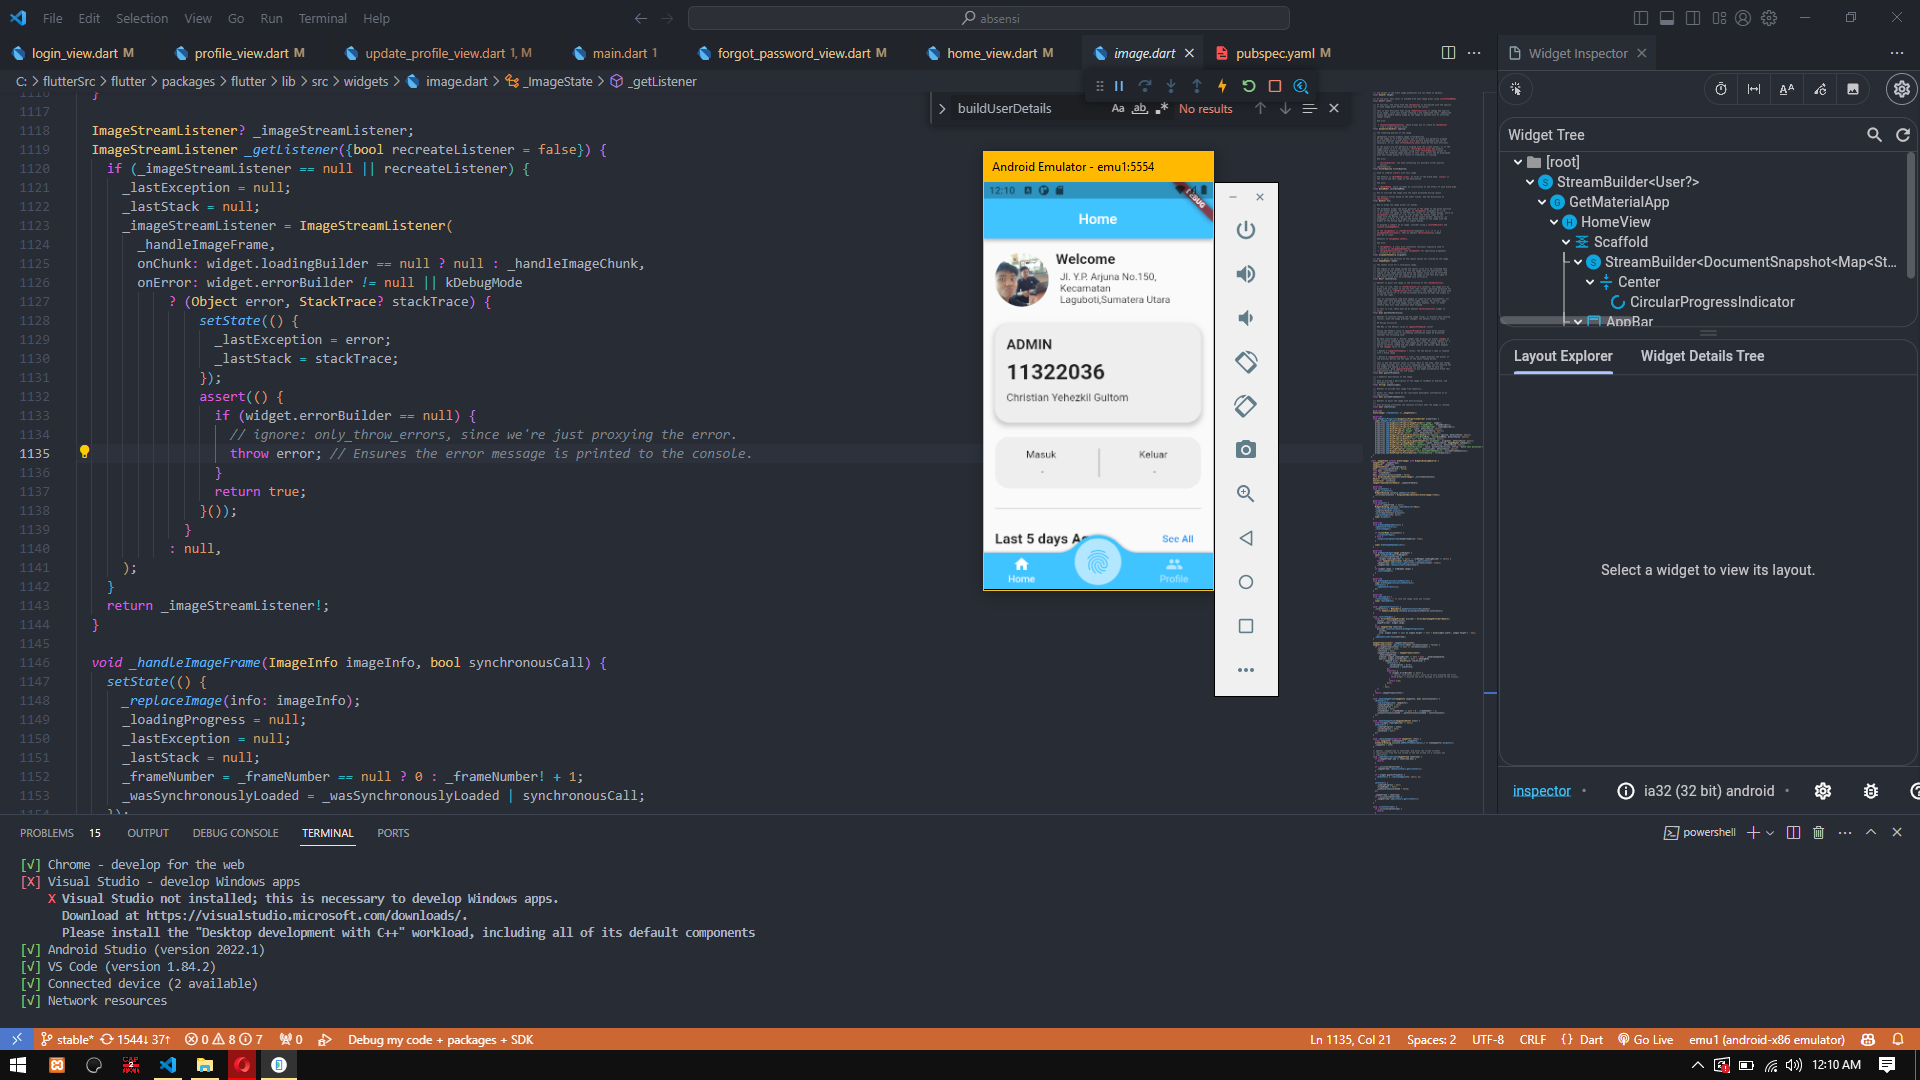 File Edit Selection View Go Run Terminal Help
absensi
login_view.dart M
profile_view.dart M
update_profile_view.dart 1, M
main.dart 1
forgot_password_view.dart M
home_view.dart M
image.dart
pubspec.yaml M
Widget Inspector
C: > flutterSrc > flutter > packages > flutter > lib > src > widgets > image.dart > _ImageState > _getListener
buildUserDetails
Aa ab
No results
1117
1118 ImageStreamListener? _imageStreamListener;
1119 ImageStreamListener _getListener({bool recreateListener = false}) {
1120 if (_imageStreamListener == null || recreateListener) {
1121 _lastException = null;
1122 _lastStack = null;
1123 _imageStreamListener = ImageStreamListener(
1124 _handleImageFrame,
1125 onChunk: widget.loadingBuilder == null ? null : _handleImageChunk,
1126 onError: widget.errorBuilder != null || kDebugMode
1127 ? (Object error, StackTrace? stackTrace) {
1128 setState(() {
1129 _lastException = error;
1130 _lastStack = stackTrace;
1131 });
1132 assert(() {
1133 if (widget.errorBuilder == null) {
1134 // ignore: only_throw_errors, since we're just proxying the error.
1135 throw error; // Ensures the error message is printed to the console.
1136 }
1137 return true;
1138 }());
1139 }
1140 : null,
1141 );
1142 }
1143 return _imageStreamListener!;
1144 }
1145
1146 void _handleImageFrame(ImageInfo imageInfo, bool synchronousCall) {
1147 setState(() {
1148 _replaceImage(info: imageInfo);
1149 _loadingProgress = null;
1150 _lastException = null;
1151 _lastStack = null;
1152 _frameNumber = _frameNumber == null ? 0 : _frameNumber! + 1;
1153 _wasSynchronouslyLoaded = _wasSynchronouslyLoaded | synchronousCall;
Android Emulator - emu1:5554
12:10
DEBUG
Home
Welcome
Jl. Y.P. Arjuna No.150,
Kecamatan
Laguboti,Sumatera Utara
ADMIN
11322036
Christian Yehezkil Gultom
Masuk
-
Keluar
-
Last 5 days
See All
Home
Profile
Widget Tree
[root]
StreamBuilder<User?>
GetMaterialApp
HomeView
Scaffold
StreamBuilder<DocumentSnapshot<Map<St...
Center
CircularProgressIndicator
AppBar
Layout Explorer
Widget Details Tree
Select a widget to view its layout.
inspector • ia32 (32 bit) android •
PROBLEMS 15 OUTPUT DEBUG CONSOLE TERMINAL PORTS
powershell
[√] Chrome - develop for the web
[X] Visual Studio - develop Windows apps
X Visual Studio not installed; this is necessary to develop Windows apps.
Download at https://visualstudio.microsoft.com/downloads/.
Please install the "Desktop development with C++" workload, including all of its default components
[√] Android Studio (version 2022.1)
[√] VS Code (version 1.84.2)
[√] Connected device (2 available)
[√] Network resources
stable* 1544↓ 37↑ 0 8 7 0 Debug my code + packages + SDK
Ln 1135, Col 21 Spaces: 2 UTF-8 CRLF {} Dart Go Live emu1 (android-x86 emulator)
12:10 AM